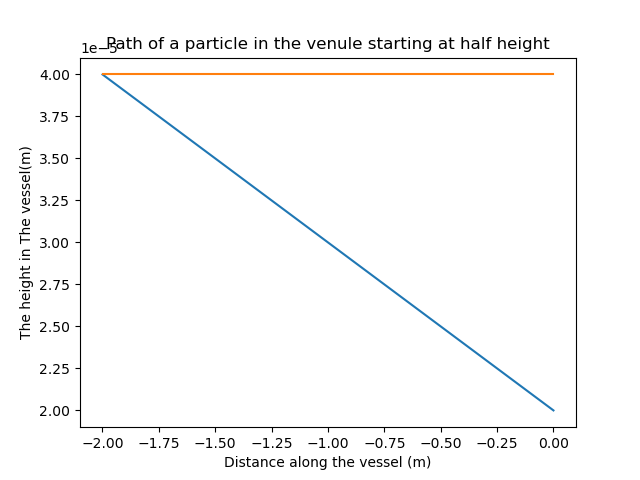 Path of a particle in the venule starting at half height
1e−5
4.00
3.75
3.50
3.25
3.00
2.75
2.50
2.25
2.00
The height in The vessel(m)
−2.00 −1.75 −1.50 −1.25 −1.00 −0.75 −0.50 −0.25 0.00
Distance along the vessel (m)